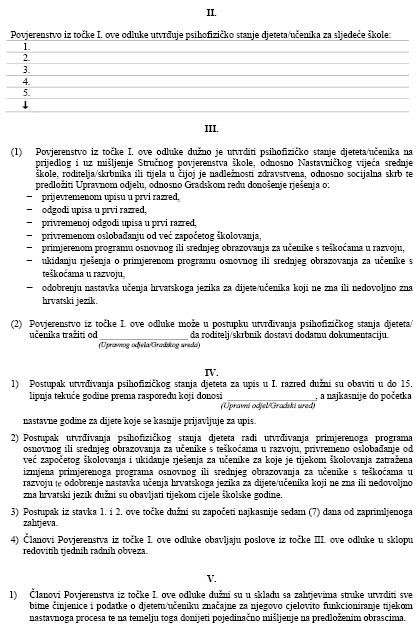 II.
Povjerenstvo iz točke I. ove odluke utvrđuje psihofizičko stanje djeteta/učenika za sljedeće škole:
1.
2.
3.
4.
5.
↓
III.
(1) Povjerenstvo iz točke I. ove odluke dužno je utvrditi psihofizičko stanje djeteta/učenika na
prijedlog i uz mišljenje Stručnog povjerenstva škole, odnosno Nastavničkog vijeća srednje
škole, roditelja/skrbnika ili tijela u čijoj je nadležnosti zdravstvena, odnosno socijalna skrb te
predložiti Upravnom odjelu, odnosno Gradskom redu donošenje rješenja o:
– prijevremenom upisu u prvi razred,
– odgodi upisa u prvi razred,
– privremenoj odgodi upisa u prvi razred,
– privremenom oslobađanju od već započetog školovanja,
– primjerenom programu osnovnog ili srednjeg obrazovanja za učenike s teškoćama u razvoju,
– ukidanju rješenja o primjerenom programu osnovnog ili srednjeg obrazovanja za učenike s
teškoćama u razvoju,
– odobrenju nastavka učenja hrvatskoga jezika za dijete/učenika koji ne zna ili nedovoljno zna
hrvatski jezik.
(2) Povjerenstvo iz točke I. ove odluke može u postupku utvrđivanja psihofizičkog stanja djeteta/
učenika tražiti od ____________________ da roditelj/skrbnik dostavi dodatnu dokumentaciju.
(Upravnog odjela/Gradskog ureda)
IV.
1) Postupak utvrđivanja psihofizičkog stanja djeteta za upis u I. razred dužni su obaviti u do 15.
lipnja tekuće godine prema rasporedu koji donosi ____________________, a najkasnije do početka
(Upravni odjel/Gradski ured)
nastavne godine za dijete koje se kasnije prijavljuje za upis.
2) Postupak utvrđivanja psihofizičkog stanja djeteta radi utvrđivanja primjerenoga programa
osnovnog ili srednjeg obrazovanja za učenike s teškoćama u razvoju, privremeno oslobođanje od
već započetog školovanja i ukidanje rješenja za učenike za koje je tijekom školovanja zatražena
izmjena primjerenoga programa osnovnog ili srednjeg obrazovanja za učenike s teškoćama u
razvoju te odobrenje nastavka učenja hrvatskoga jezika za dijete/učenika koji ne zna ili nedovoljno
zna hrvatski jezik dužni su obavljati tijekom cijele školske godine.
3) Postupak iz stavka 1. i 2. ove točke dužni su započeti najkasnije sedam (7) dana od zaprimljenoga
zahtjeva.
4) Članovi Povjerenstva iz točke I. ove odluke obavljaju poslove iz točke III. ove odluke u sklopu
redovitih tjednih radnih obveza.
V.
1) Članovi Povjerenstva iz točke I. ove odluke dužni su u skladu sa zahtjevima struke utvrditi sve
bitne činjenice i podatke o djetetu/učeniku značajne za njegovo cjelovito funkcioniranje tijekom
nastavnoga procesa te na temelju toga donijeti pojedinačno mišljenje na predloženim obrascima.